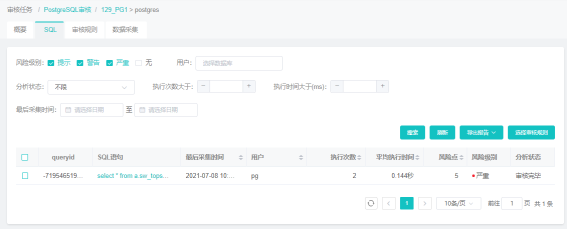 审核任务 / PostgreSQL审核 / 129_PG1 > postgres
概要 SQL 审核规则 数据采集
风险级别: 提示 警告 严重 无 用户: 选择数据库
分析状态: 不限 执行次数大于: - + 执行时间大于(ms): - +
最后采集时间: 请选择日期 至 请选择日期
搜索 刷新 导出报告 选择审核规则
queryid SQL语句 最后采集时间 用户 执行次数 平均执行时间 风险点 风险级别 分析状态
-719546519... select * from a.sw_tops... 2021-07-08 10:... pg 2 0.144秒 5 严重 审核完毕
< 1 > 10条/页 前往 1 页 共 1 条